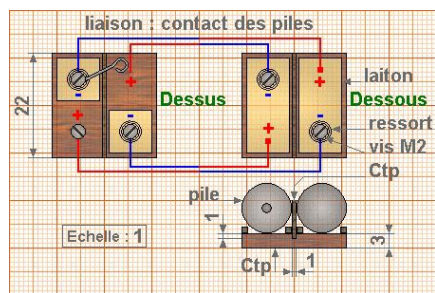 liaison : contact des piles
22
-
+
+
-
Dessus
-
+
+
-
laiton
Dessous
ressort
vis M2
Ctp
pile
1
Echelle : 1
3
Ctp
1